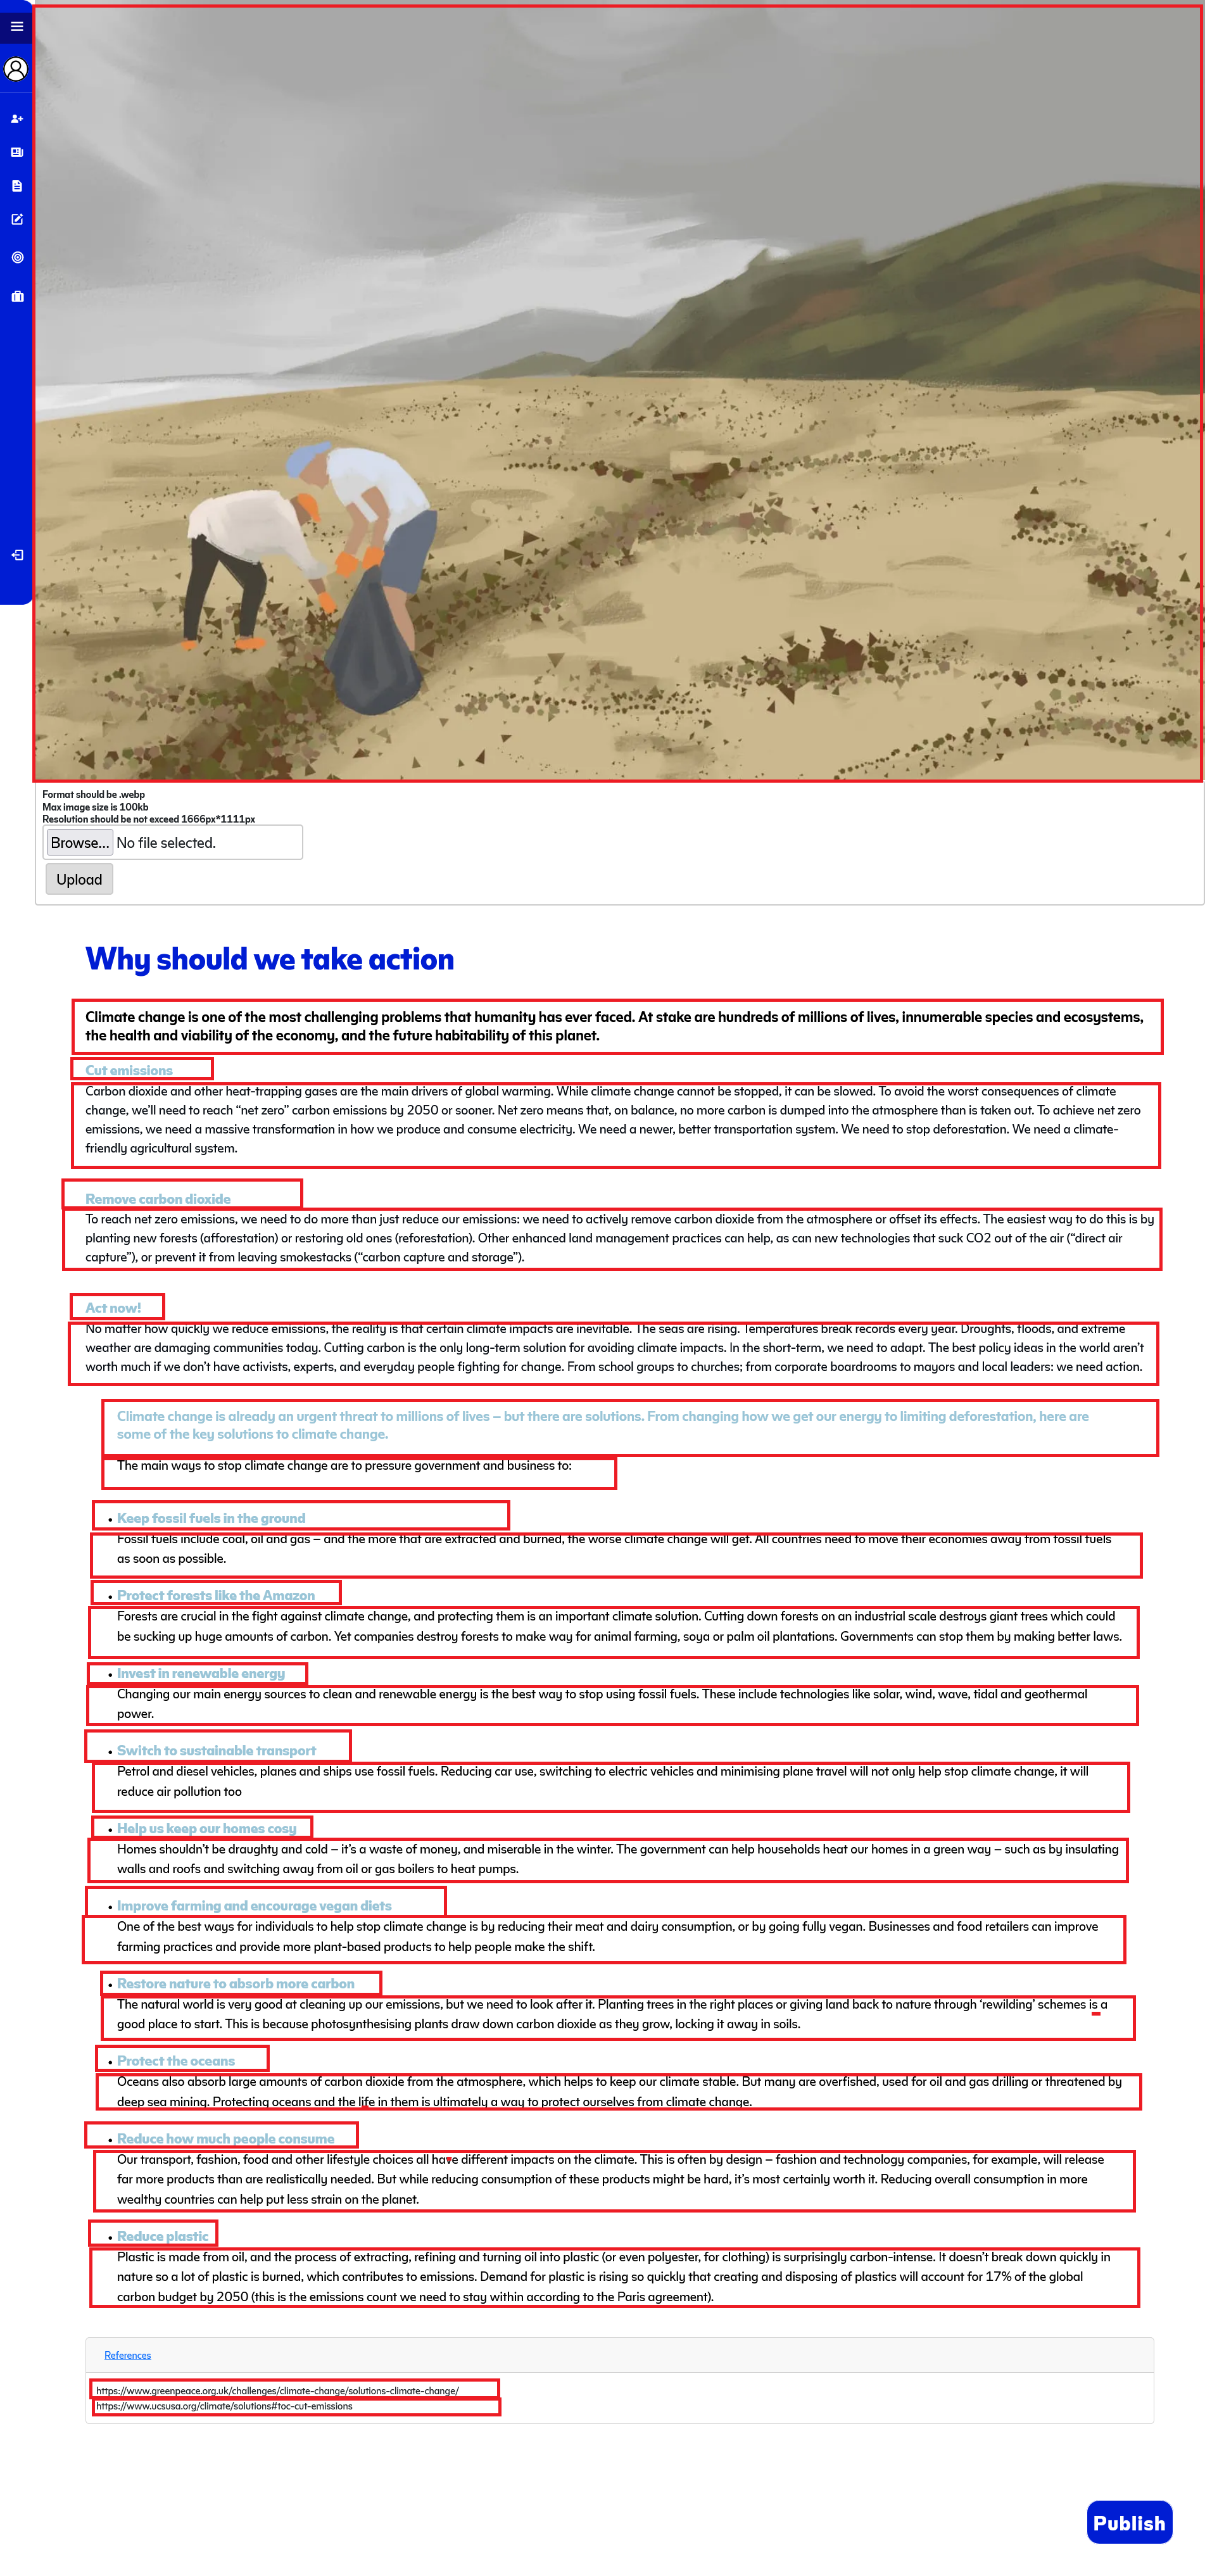 Format should be .webp
Max image size is 100kb
Resolution should be not exceed 1666px*1111px
Browse... No file selected.
Upload
Why should we take action
Climate change is one of the most challenging problems that humanity has ever faced. At stake are hundreds of millions of lives, innumerable species and ecosystems,
the health and viability of the economy, and the future habitability of this planet.
Cut emissions
Carbon dioxide and other heat-trapping gases are the main drivers of global warming. While climate change cannot be stopped, it can be slowed. To avoid the worst consequences of climate
change, we’ll need to reach “net zero” carbon emissions by 2050 or sooner. Net zero means that, on balance, no more carbon is dumped into the atmosphere than is taken out. To achieve net zero
emissions, we need a massive transformation in how we produce and consume electricity. We need a newer, better transportation system. We need to stop deforestation. We need a climate-
friendly agricultural system.
Remove carbon dioxide
To reach net zero emissions, we need to do more than just reduce our emissions: we need to actively remove carbon dioxide from the atmosphere or offset its effects. The easiest way to do this is by
planting new forests (afforestation) or restoring old ones (reforestation). Other enhanced land management practices can help, as can new technologies that suck CO2 out of the air (“direct air
capture”), or prevent it from leaving smokestacks (“carbon capture and storage”).
Act now!
No matter how quickly we reduce emissions, the reality is that certain climate impacts are inevitable. The seas are rising. Temperatures break records every year. Droughts, floods, and extreme
weather are damaging communities today. Cutting carbon is the only long-term solution for avoiding climate impacts. In the short-term, we need to adapt. The best policy ideas in the world aren’t
worth much if we don’t have activists, experts, and everyday people fighting for change. From school groups to churches; from corporate boardrooms to mayors and local leaders: we need action.
Climate change is already an urgent threat to millions of lives – but there are solutions. From changing how we get our energy to limiting deforestation, here are
some of the key solutions to climate change.
The main ways to stop climate change are to pressure government and business to:
• Keep fossil fuels in the ground
Fossil fuels include coal, oil and gas – and the more that are extracted and burned, the worse climate change will get. All countries need to move their economies away from fossil fuels
as soon as possible.
• Protect forests like the Amazon
Forests are crucial in the fight against climate change, and protecting them is an important climate solution. Cutting down forests on an industrial scale destroys giant trees which could
be sucking up huge amounts of carbon. Yet companies destroy forests to make way for animal farming, soya or palm oil plantations. Governments can stop them by making better laws.
• Invest in renewable energy
Changing our main energy sources to clean and renewable energy is the best way to stop using fossil fuels. These include technologies like solar, wind, wave, tidal and geothermal
power.
• Switch to sustainable transport
Petrol and diesel vehicles, planes and ships use fossil fuels. Reducing car use, switching to electric vehicles and minimising plane travel will not only help stop climate change, it will
reduce air pollution too
• Help us keep our homes cosy
Homes shouldn’t be draughty and cold – it’s a waste of money, and miserable in the winter. The government can help households heat our homes in a green way – such as by insulating
walls and roofs and switching away from oil or gas boilers to heat pumps.
• Improve farming and encourage vegan diets
One of the best ways for individuals to help stop climate change is by reducing their meat and dairy consumption, or by going fully vegan. Businesses and food retailers can improve
farming practices and provide more plant-based products to help people make the shift.
• Restore nature to absorb more carbon
The natural world is very good at cleaning up our emissions, but we need to look after it. Planting trees in the right places or giving land back to nature through ‘rewilding’ schemes is a
good place to start. This is because photosynthesising plants draw down carbon dioxide as they grow, locking it away in soils.
• Protect the oceans
Oceans also absorb large amounts of carbon dioxide from the atmosphere, which helps to keep our climate stable. But many are overfished, used for oil and gas drilling or threatened by
deep sea mining. Protecting oceans and the life in them is ultimately a way to protect ourselves from climate change.
• Reduce how much people consume
Our transport, fashion, food and other lifestyle choices all have different impacts on the climate. This is often by design – fashion and technology companies, for example, will release
far more products than are realistically needed. But while reducing consumption of these products might be hard, it’s most certainly worth it. Reducing overall consumption in more
wealthy countries can help put less strain on the planet.
• Reduce plastic
Plastic is made from oil, and the process of extracting, refining and turning oil into plastic (or even polyester, for clothing) is surprisingly carbon-intense. It doesn’t break down quickly in
nature so a lot of plastic is burned, which contributes to emissions. Demand for plastic is rising so quickly that creating and disposing of plastics will account for 17% of the global
carbon budget by 2050 (this is the emissions count we need to stay within according to the Paris agreement).
References
https://www.greenpeace.org.uk/challenges/climate-change/solutions-climate-change/
https://www.ucsusa.org/climate/solutions#toc-cut-emissions
Publish